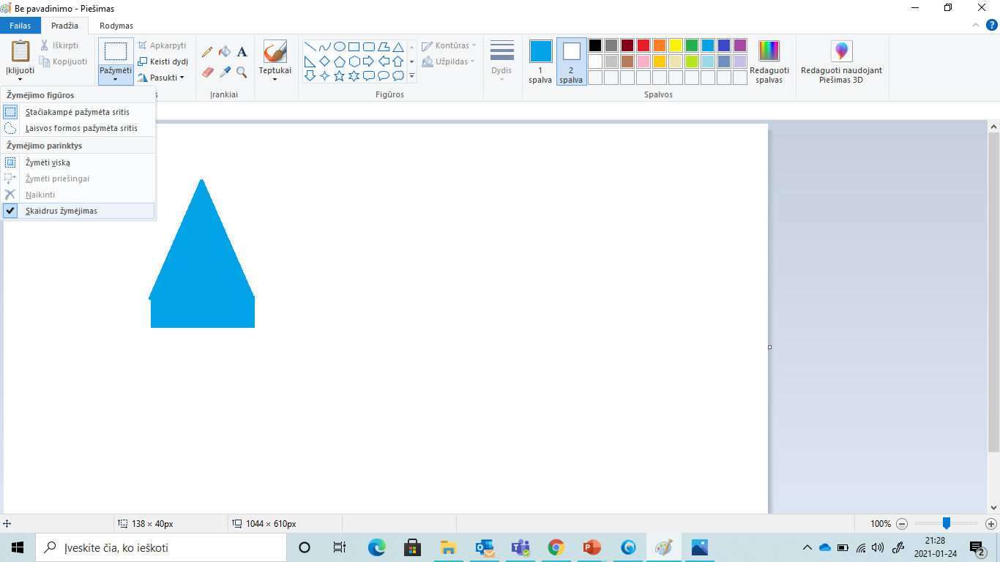 Be pavadinimo - Piešimas
Failas Pradžia Rodymas
Įklijuoti
Iškirpti
Kopijuoti
Pažymėti
Apkarpyti
Keisti dydį
Pasukti
Įrankiai
Teptukai
Figūros
Kontūras
Užpildas
Dydis
1 spalva
2 spalva
Spalvos
Redaguoti spalvas
Redaguoti naudojant
Piešimas 3D
Žymėjimo figūros
Stačiakampė pažymėta sritis
Laisvos formos pažymėta sritis
Žymėjimo parinktys
Žymėti viską
Žymėti priešingai
Naikinti
Skaidrus žymėjimas
138 × 40px
1044 × 610px
100%
Įveskite čia, ko ieškoti
21:28
2021-01-24
2